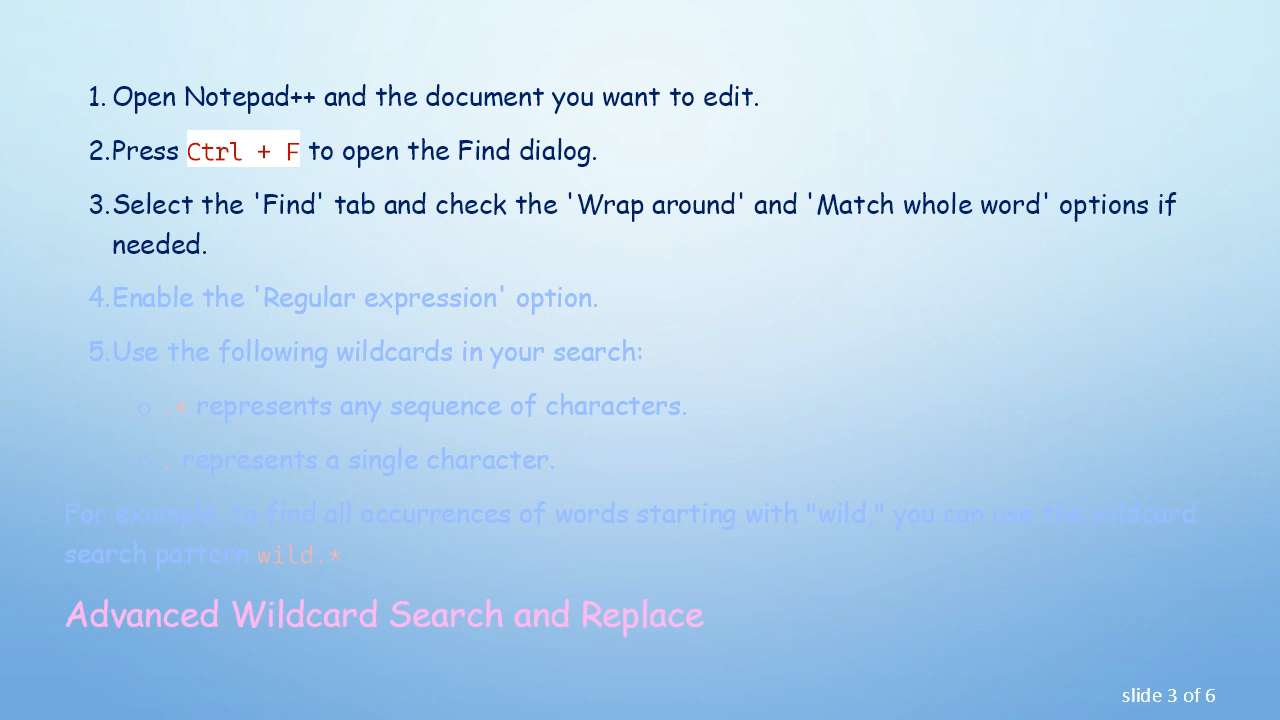 1. Open Notepad++ and the document you want to edit.
2. Press Ctrl + F to open the Find dialog.
3. Select the 'Find' tab and check the 'Wrap around' and 'Match whole word' options if
needed.
4. Enable the 'Regular expression' option.
5. Use the following wildcards in your search:
o .* represents any sequence of characters.
o . represents a single character.
For example, to find all occurrences of words starting with "wild," you can use the wildcard
search pattern wild.*
Advanced Wildcard Search and Replace
slide 3 of 6